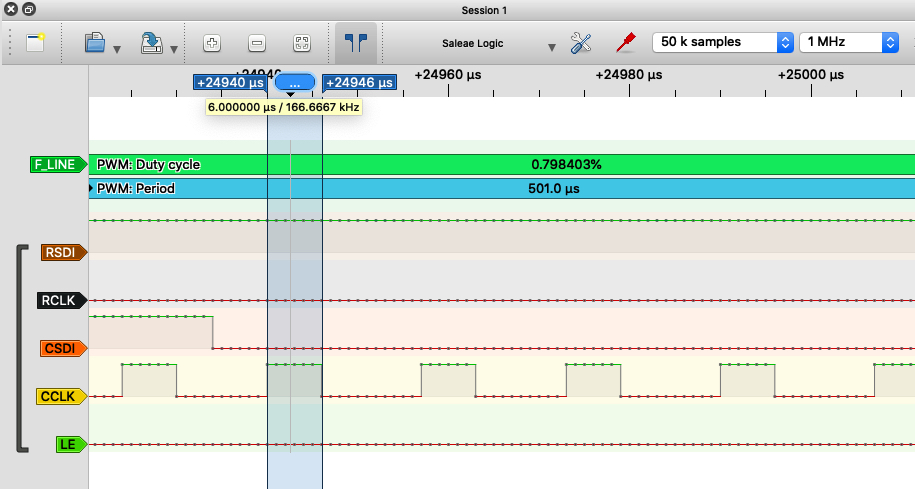 Session 1
Saleae Logic
50 k samples
1 MHz
+24940
+24960 µs
+24980 µs
+25000 µs
+24940 µs
...
+24946 µs
6.000000 µs / 166.6667 kHz
F_LINE
PWM: Duty cycle
0.798403%
PWM: Period
501.0 µs
RSDI
RCLK
CSDI
CCLK
LE